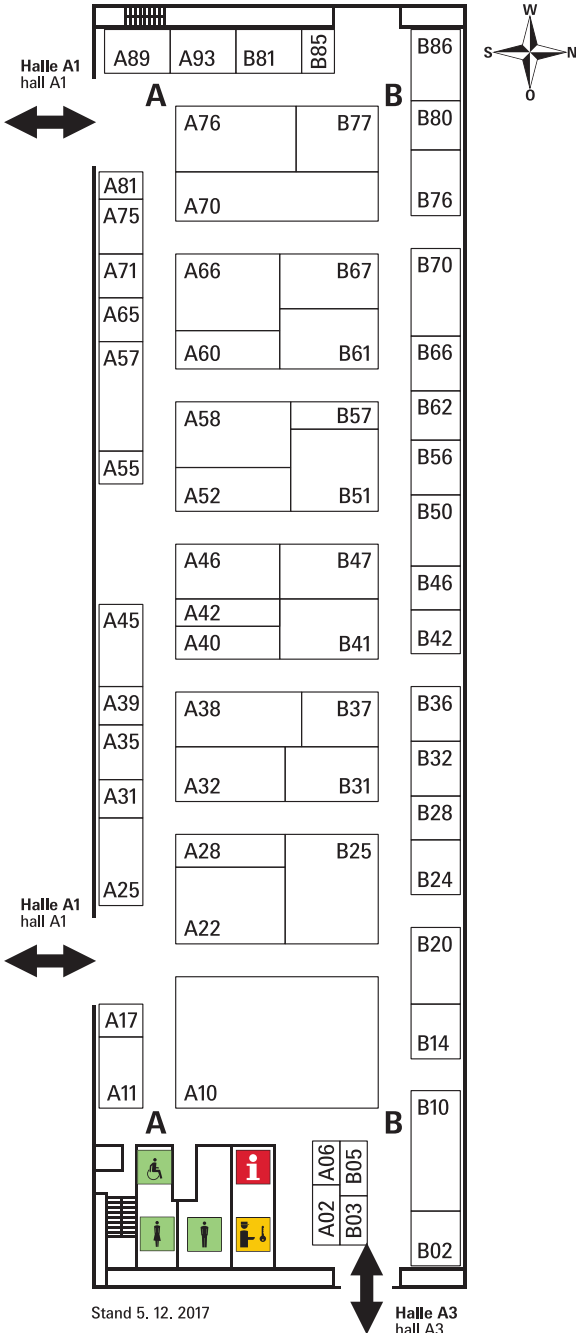 W
S N
O
Halle A1
hall A1
A89 A93 B81 B85 B86
A B
A76 B77 B80
A70 B76
A81
A75
A71 A66 B67 B70
A65
A60 B61 B66
A57
A58 B57 B62
A55 B56
A52 B51 B50
A46 B47 B46
A45 A42
A40 B41 B42
A39 A38 B37 B36
A35 B32
A31 A32 B31 B28
A28 B25 B24
A25
Halle A1
hall A1
A22 B20
A17 B14
A11 A10 B10
A B
A06 B05
i
A02 B03
B02
Stand 5. 12. 2017
Halle A3
hall A3